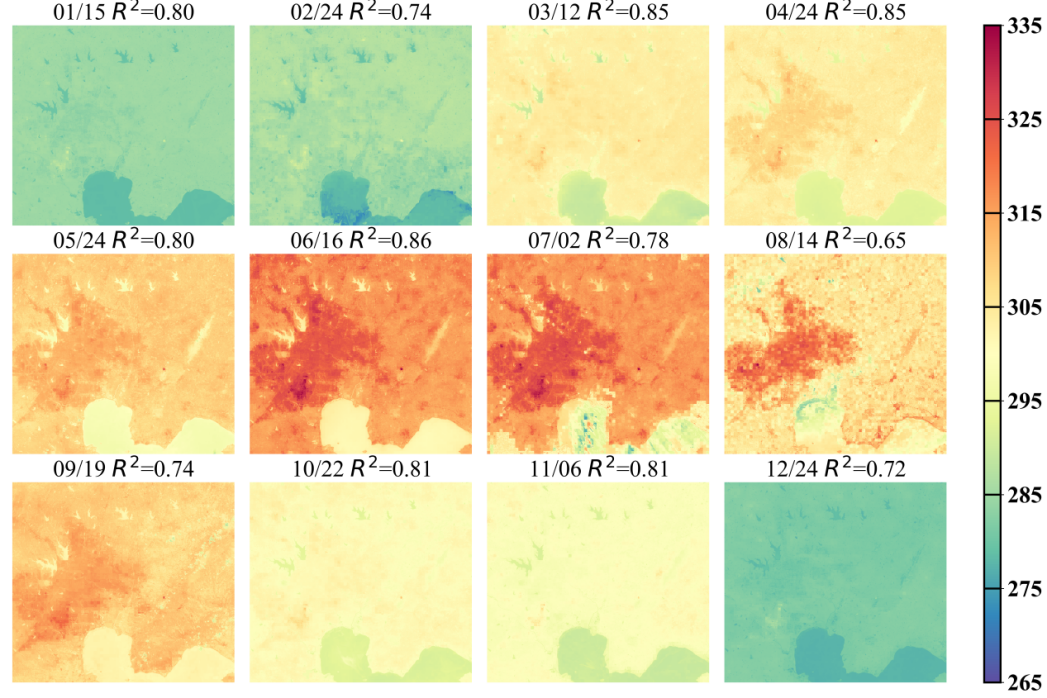 01/15 R²=0.80
02/24 R²=0.74
03/12 R²=0.85
04/24 R²=0.85
05/24 R²=0.80
06/16 R²=0.86
07/02 R²=0.78
08/14 R²=0.65
09/19 R²=0.74
10/22 R²=0.81
11/06 R²=0.81
12/24 R²=0.72
335
325
315
305
295
285
275
265